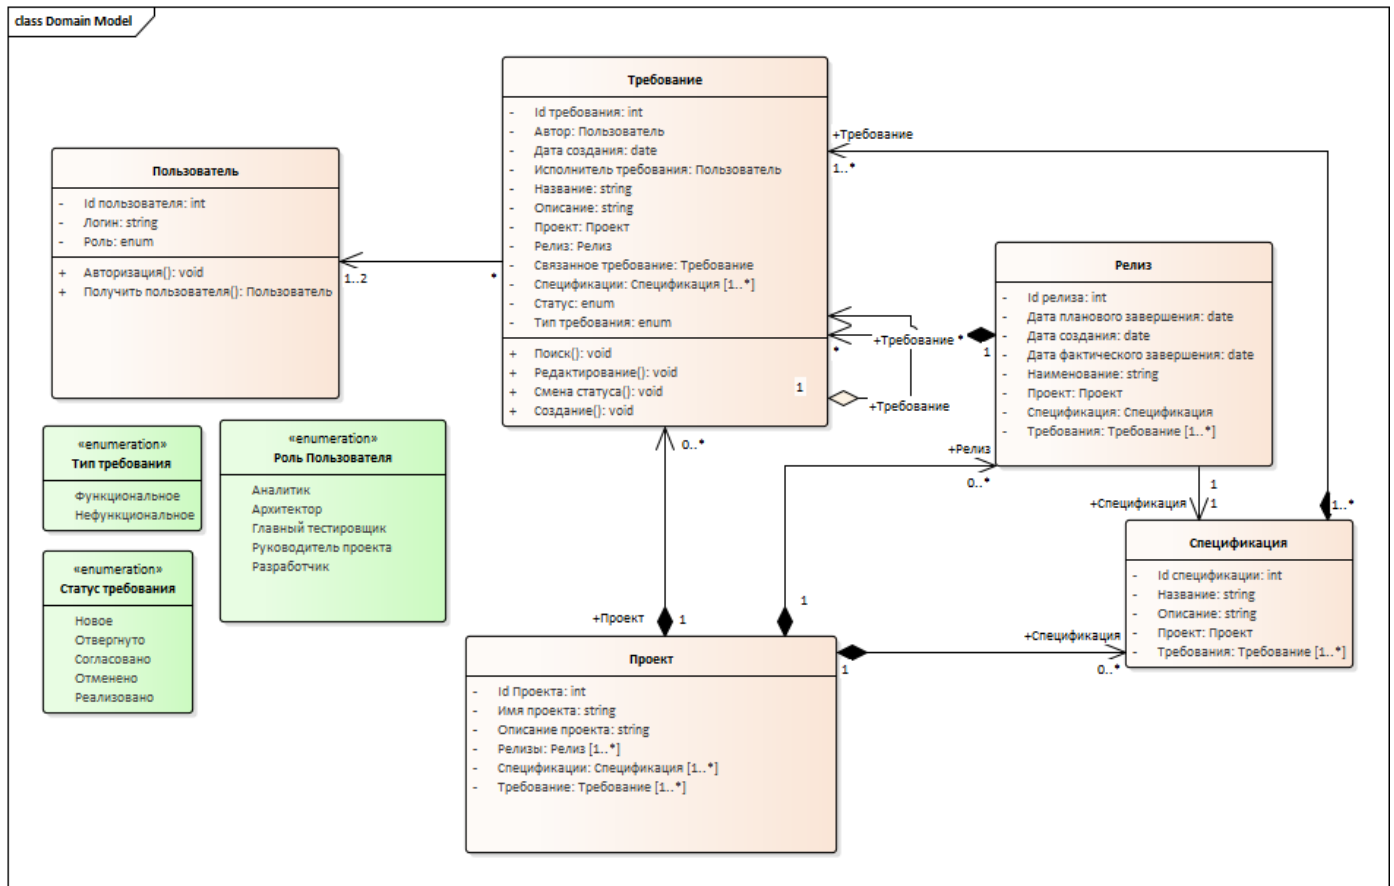 class Domain Model
Требование
- Id требования: int
- Автор: Пользователь
- Дата создания: date
- Исполнитель требования: Пользователь
- Название: string
- Описание: string
- Проект: Проект
- Релиз: Релиз
- Связанное требование: Требование
- Спецификации: Спецификация [1..*]
- Статус: enum
- Тип требования: enum
+ Поиск(): void
+ Редактирование(): void
+ Смена статуса(): void
+ Создание(): void
1
Пользователь
- Id пользователя: int
- Логин: string
- Роль: enum
+ Авторизация(): void
+ Получить пользователя(): Пользователь
1..2
*
+Требование
1..*
+Требование *
*
1
+Требование
Релиз
- Id релиза: int
- Дата планового завершения: date
- Дата создания: date
- Дата фактического завершения: date
- Наименование: string
- Проект: Проект
- Спецификация: Спецификация
- Требования: Требование [1..*]
«enumeration»
Тип требования
Функциональное
Нефункциональное
«enumeration»
Роль Пользователя
Аналитик
Архитектор
Главный тестировщик
Руководитель проекта
Разработчик
«enumeration»
Статус требования
Новое
Отвергнуто
Согласовано
Отменено
Реализовано
0..*
+Релиз
0..*
1
+Спецификация
1
1..*
Спецификация
- Id спецификации: int
- Название: string
- Описание: string
- Проект: Проект
- Требования: Требование [1..*]
+Проект
1
1
+Спецификация
1
0..*
Проект
- Id Проекта: int
- Имя проекта: string
- Описание проекта: string
- Релизы: Релиз [1..*]
- Спецификации: Спецификация [1..*]
- Требование: Требование [1..*]